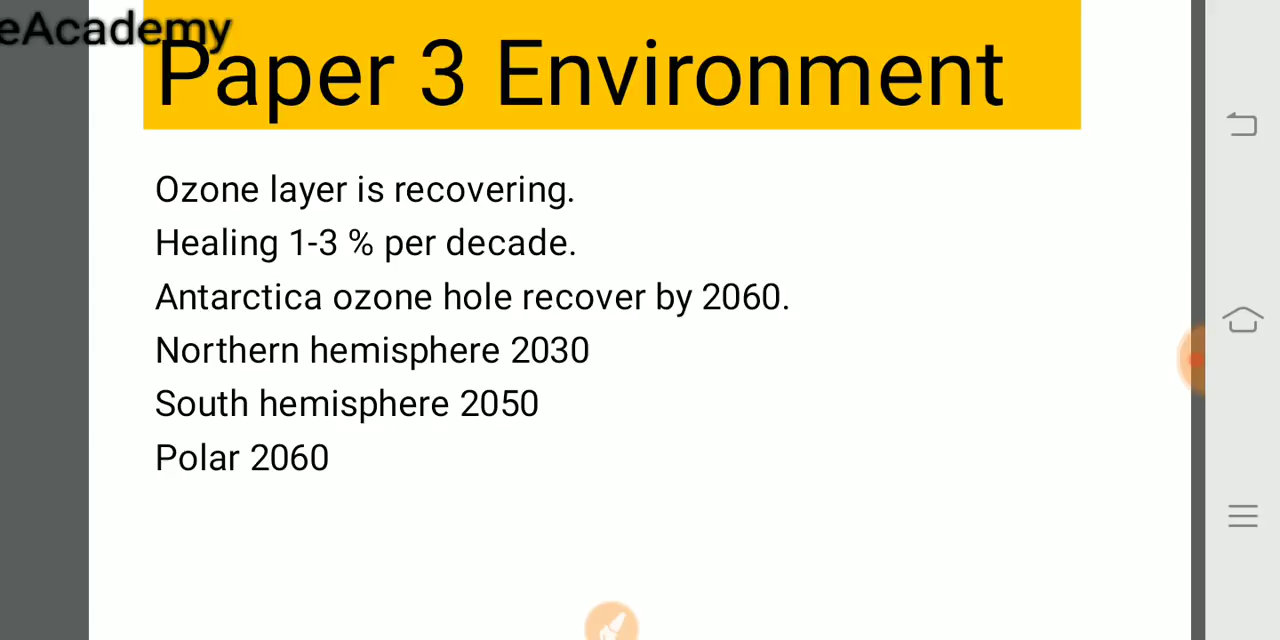 eAcademy
Paper 3 Environment
Ozone layer is recovering.
Healing 1-3 % per decade.
Antarctica ozone hole recover by 2060.
Northern hemisphere 2030
South hemisphere 2050
Polar 2060